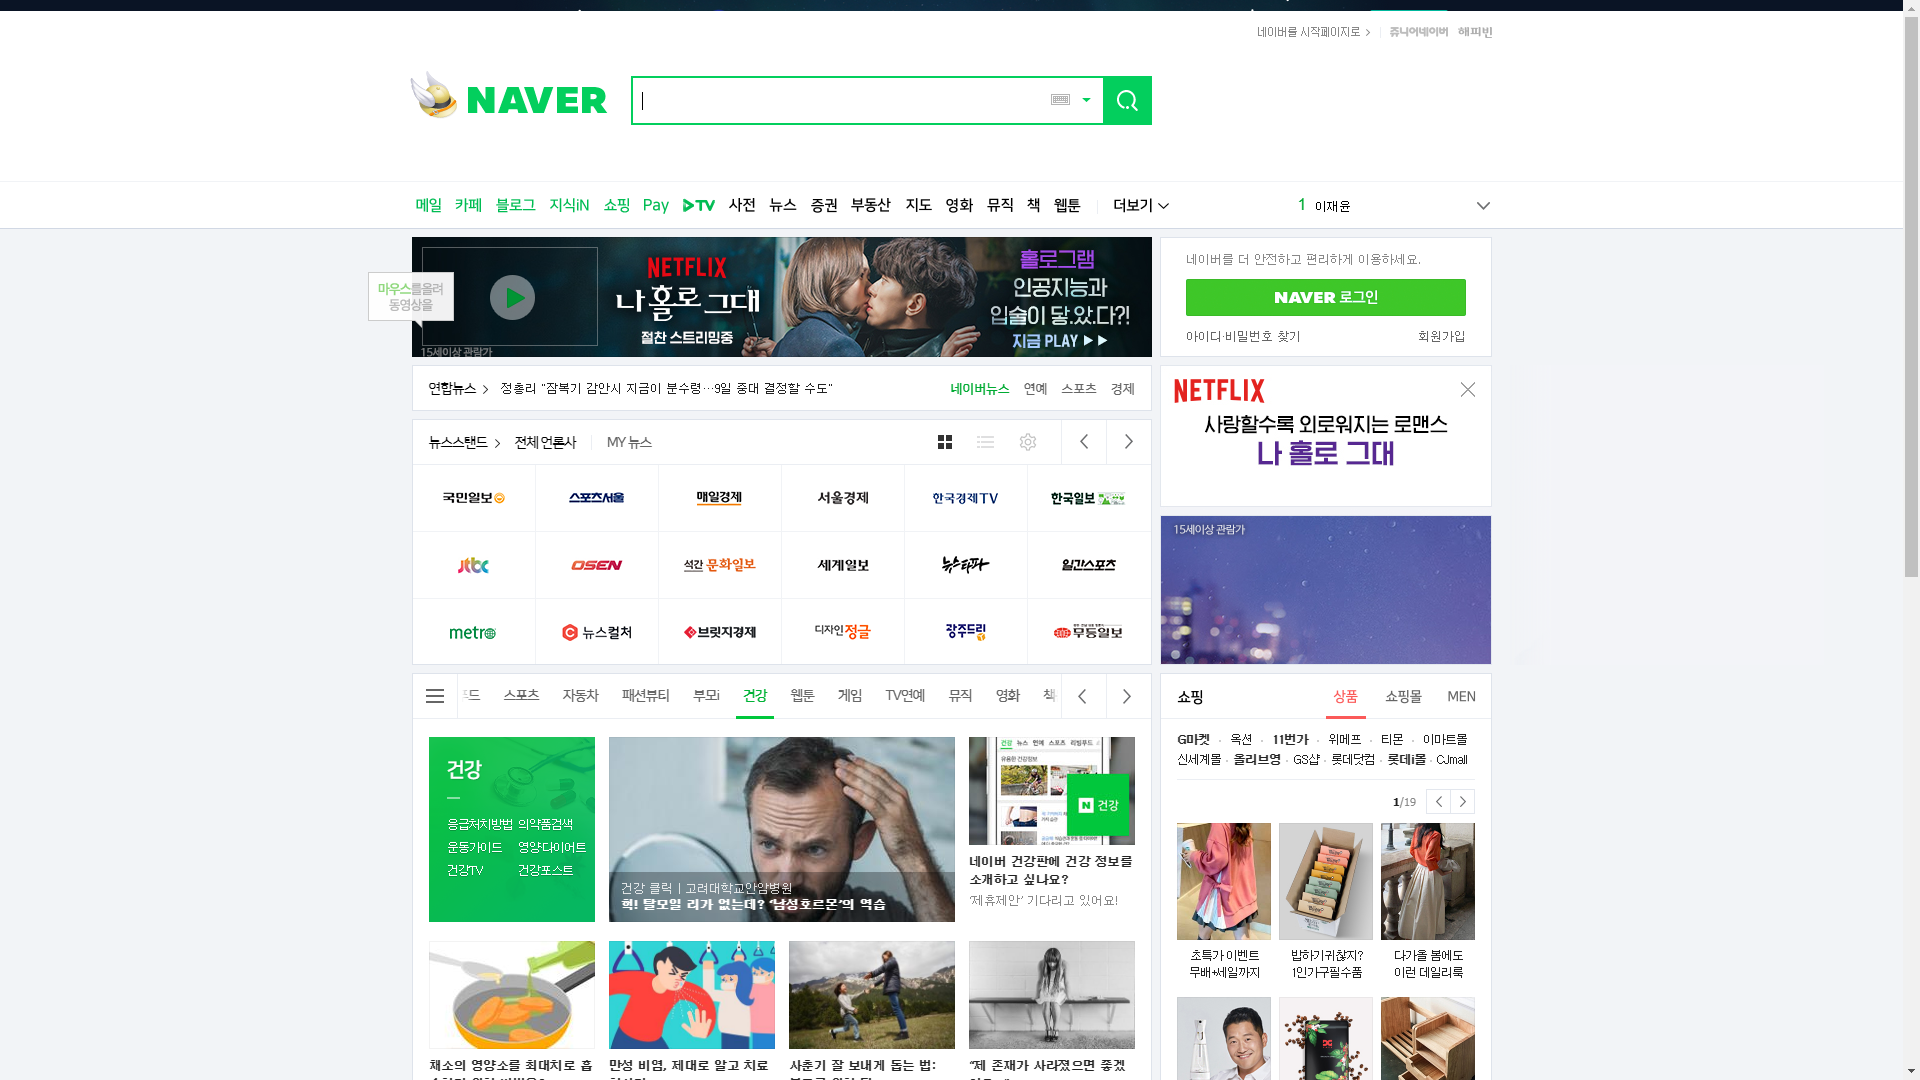 네이버를 시작페이지로 >
쥬니어네이버 해피빈
NAVER
메일 카페 블로그 지식iN 쇼핑 Pay TV 사전 뉴스 증권 부동산 지도 영화 뮤직 책 웹툰 더보기
1 이재윤
마우스를올려
동영상을
15세이상 관람가
NETFLIX
나 홀로 그대
절찬 스트리밍중
홀로그램
인공지능과
입술이 닿.았.다?!
지금 PLAY ▶▶
네이버를 더 안전하고 편리하게 이용하세요.
NAVER 로그인
아이디·비밀번호 찾기 회원가입
연합뉴스 > 정총리 "잠복기 감안시 지금이 분수령…9일 중대 결정할 수도"
네이버뉴스 연예 스포츠 경제
NETFLIX
사랑할수록 외로워지는 로맨스
나 홀로 그대
15세이상 관람가
뉴스스탠드 > 전체 언론사 MY 뉴스
국민일보 스포츠서울 매일경제 서울경제 한국경제TV 한국일보
jtbc OSEN 석간 문화일보 세계일보 뉴스타파 일간스포츠
metro 뉴스컬처 브릿지경제 디자인정글 광주드림 무등일보
푸드 스포츠 자동차 패션뷰티 부모i 건강 웹툰 게임 TV연예 뮤직 영화 책
건강
응급처치방법 의약품검색
운동가이드 영양·다이어트
건강TV 건강포스트
건강 클릭 | 고려대학교안암병원
헉! 탈모일 리가 없는데? '남성호르몬'의 역습
건강 뉴스 연예 스포츠 리빙푸드
유용한 건강정보
N 건강
네이버 건강판에 건강 정보를
소개하고 싶나요?
'제휴제안' 기다리고 있어요!
채소의 영양소를 최대치로 흡
만성 비염, 제대로 알고 치료
사춘기 잘 보내게 돕는 법:
"제 존재가 사라졌으면 좋겠
쇼핑 상품 쇼핑몰 MEN
G마켓 · 옥션 · 11번가 · 위메프 · 티몬 · 이마트몰
신세계몰 · 올리브영 · GS샵 · 롯데닷컴 · 롯데i몰 · CJmall
1/19
초특가 이벤트
무배+세일까지
밥하기귀찮지?
1인가구필수품
다가올 봄에도
이런 데일리룩